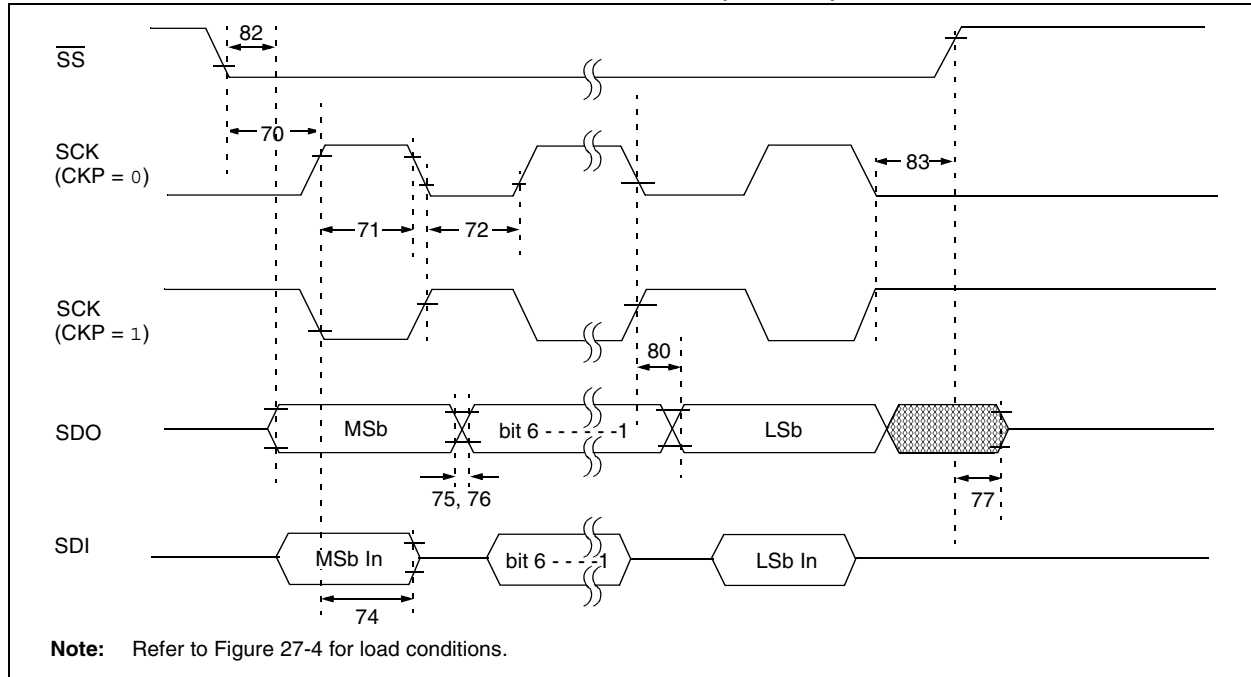 82
SS
70
SCK
(CKP = 0)
83
71
72
SCK
(CKP = 1)
80
SDO
MSb
bit 6 - - - - - -1
LSb
75, 76
77
SDI
MSb In
bit 6 - - - -1
LSb In
74
Note: Refer to Figure 27-4 for load conditions.